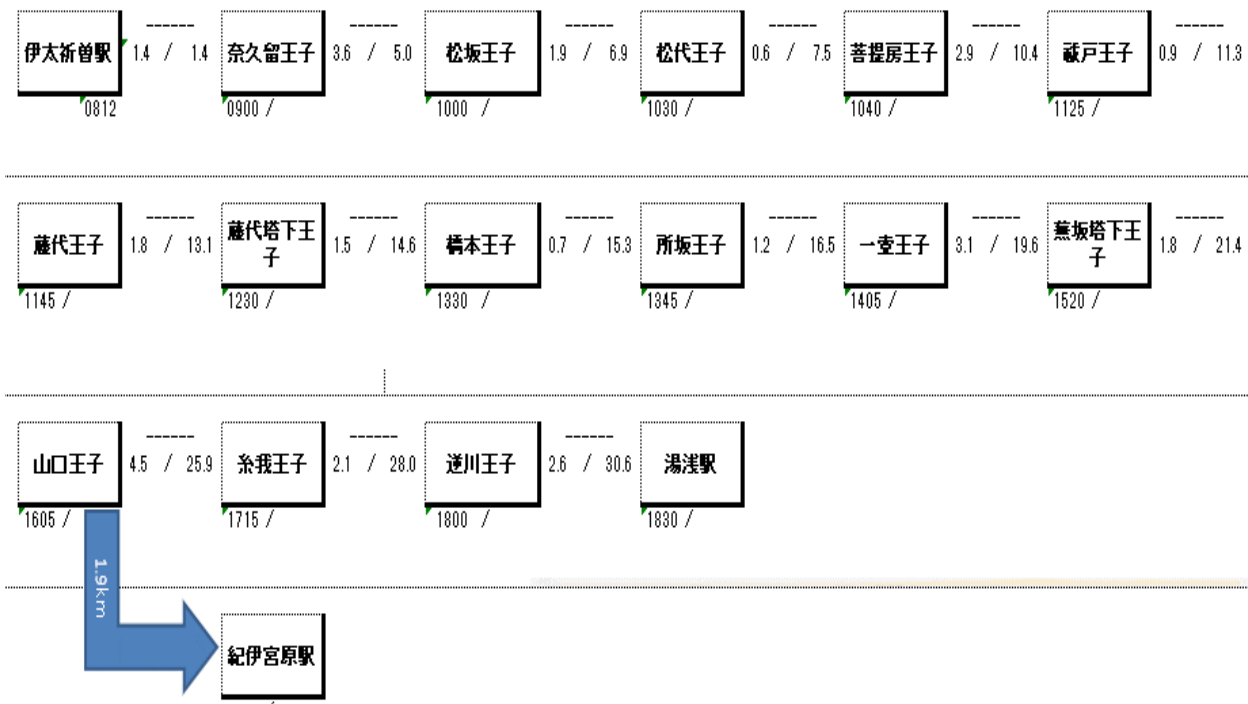 ------ ------ ------ ------ ------ ------
伊太祈曽駅 1.4 / 1.4 奈久留王子 3.6 / 5.0 松坂王子 1.9 / 6.9 松代王子 0.6 / 7.5 菩提房王子 2.9 / 10.4 祓戸王子 0.9 / 11.3
0812 0900 / 1000 / 1030 / 1040 / 1125 /
------ ------ ------ ------ ------ ------
藤代王子 1.8 / 13.1 藤代塔下王子 1.5 / 14.6 橋本王子 0.7 / 15.3 所坂王子 1.2 / 16.5 一壺王子 3.1 / 19.6 蕪坂塔下王子 1.8 / 21.4
1145 / 1230 / 1330 / 1345 / 1405 / 1520 /
------ ------ ------
山口王子 4.5 / 25.9 糸我王子 2.1 / 28.0 逆川王子 2.6 / 30.6 湯浅駅
1605 / 1715 / 1800 / 1830 /
1.9km
紀伊宮原駅